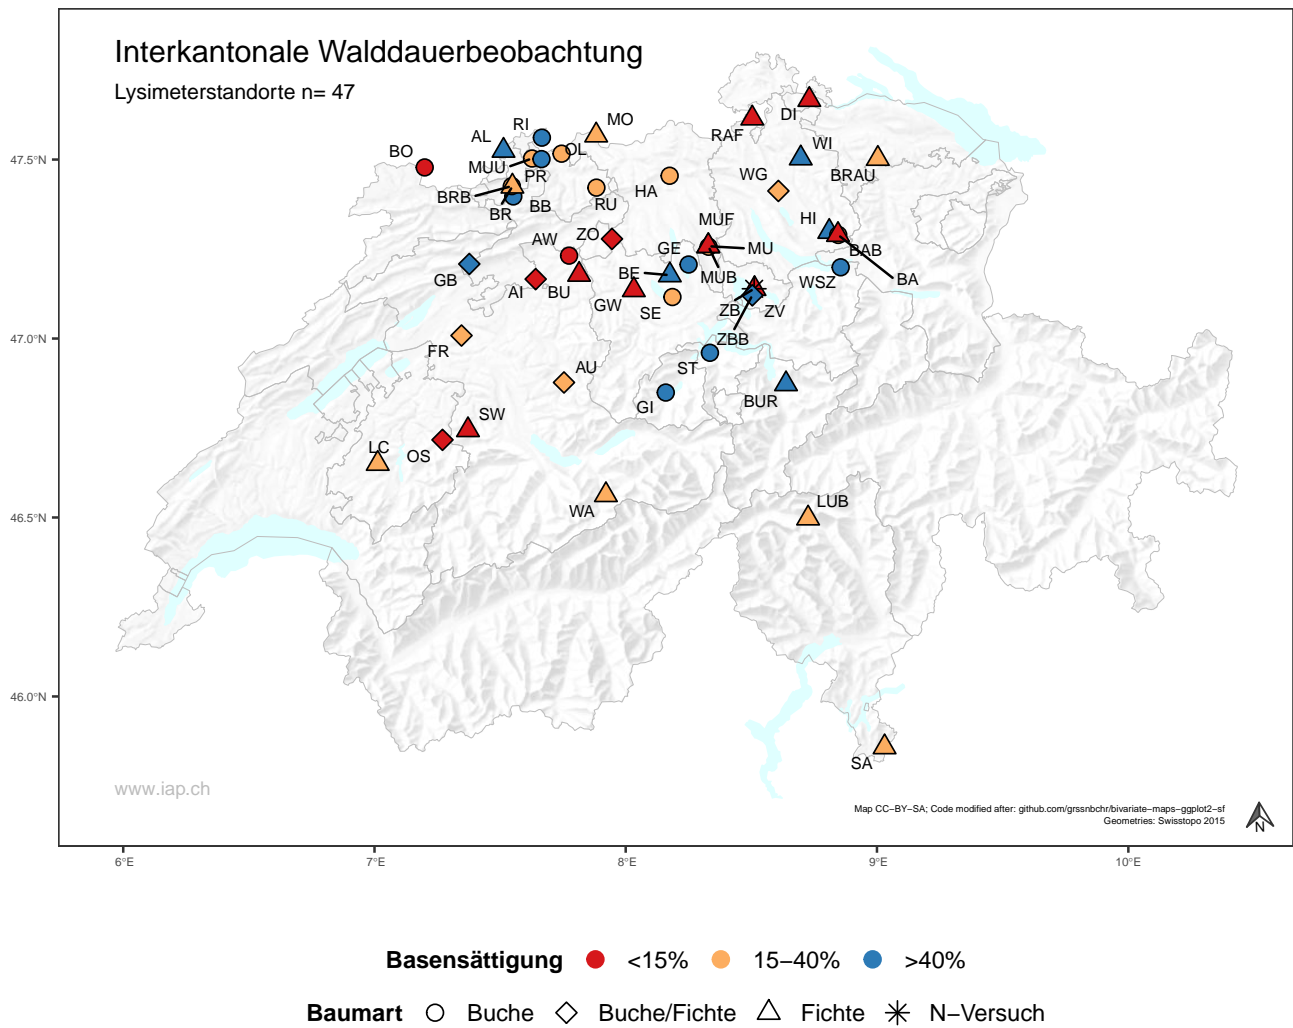 Interkantonale Walddauerbeobachtung
Lysimeterstandorte n= 47
MO
RI
AL
DI
RAF
WI
OL
BO
MUU
PR
WG
BRAU
HA
BRB
BR
BB
RU
HI
MUF
ZO
AW
GE
MU
BAB
BE
MUB
WSZ
BA
GB
AI
BU
GW
SE
ZB
ZV
ZBB
FR
ST
AU
BUR
GI
SW
LC
OS
WA
LUB
SA
47.5°N
47.0°N
46.5°N
46.0°N
www.iap.ch
Map CC−BY−SA; Code modified after: github.com/grssnbchr/bivariate−maps−ggplot2−sf
Geometries: Swisstopo 2015
N
6°E 7°E 8°E 9°E 10°E
Basensättigung <15% 15−40% >40%
Baumart Buche Buche/Fichte Fichte N−Versuch